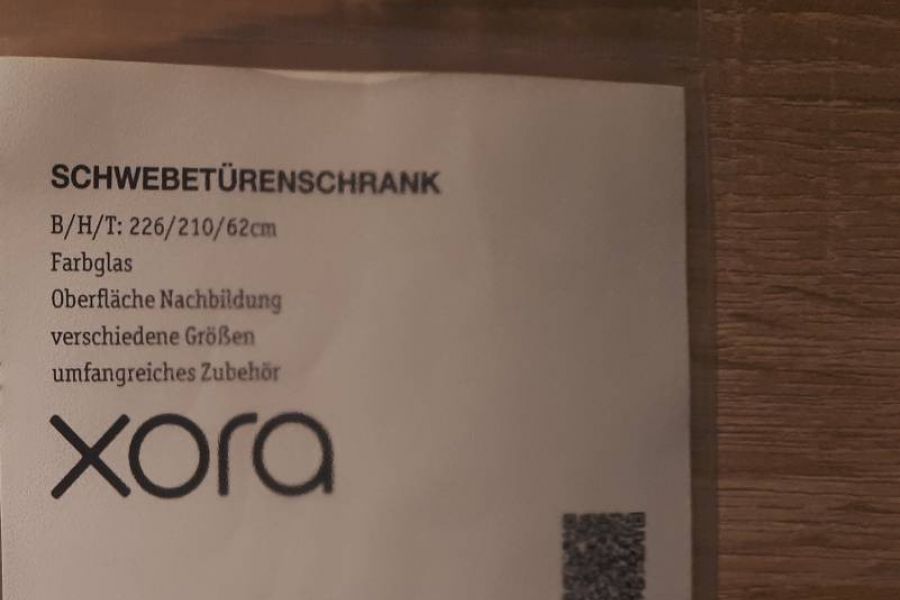 SCHWEBETÜRENSCHRANK
B/H/T: 226/210/62cm
Farbglas
Oberfläche Nachbildung
verschiedene Größen
umfangreiches Zubehör
xora